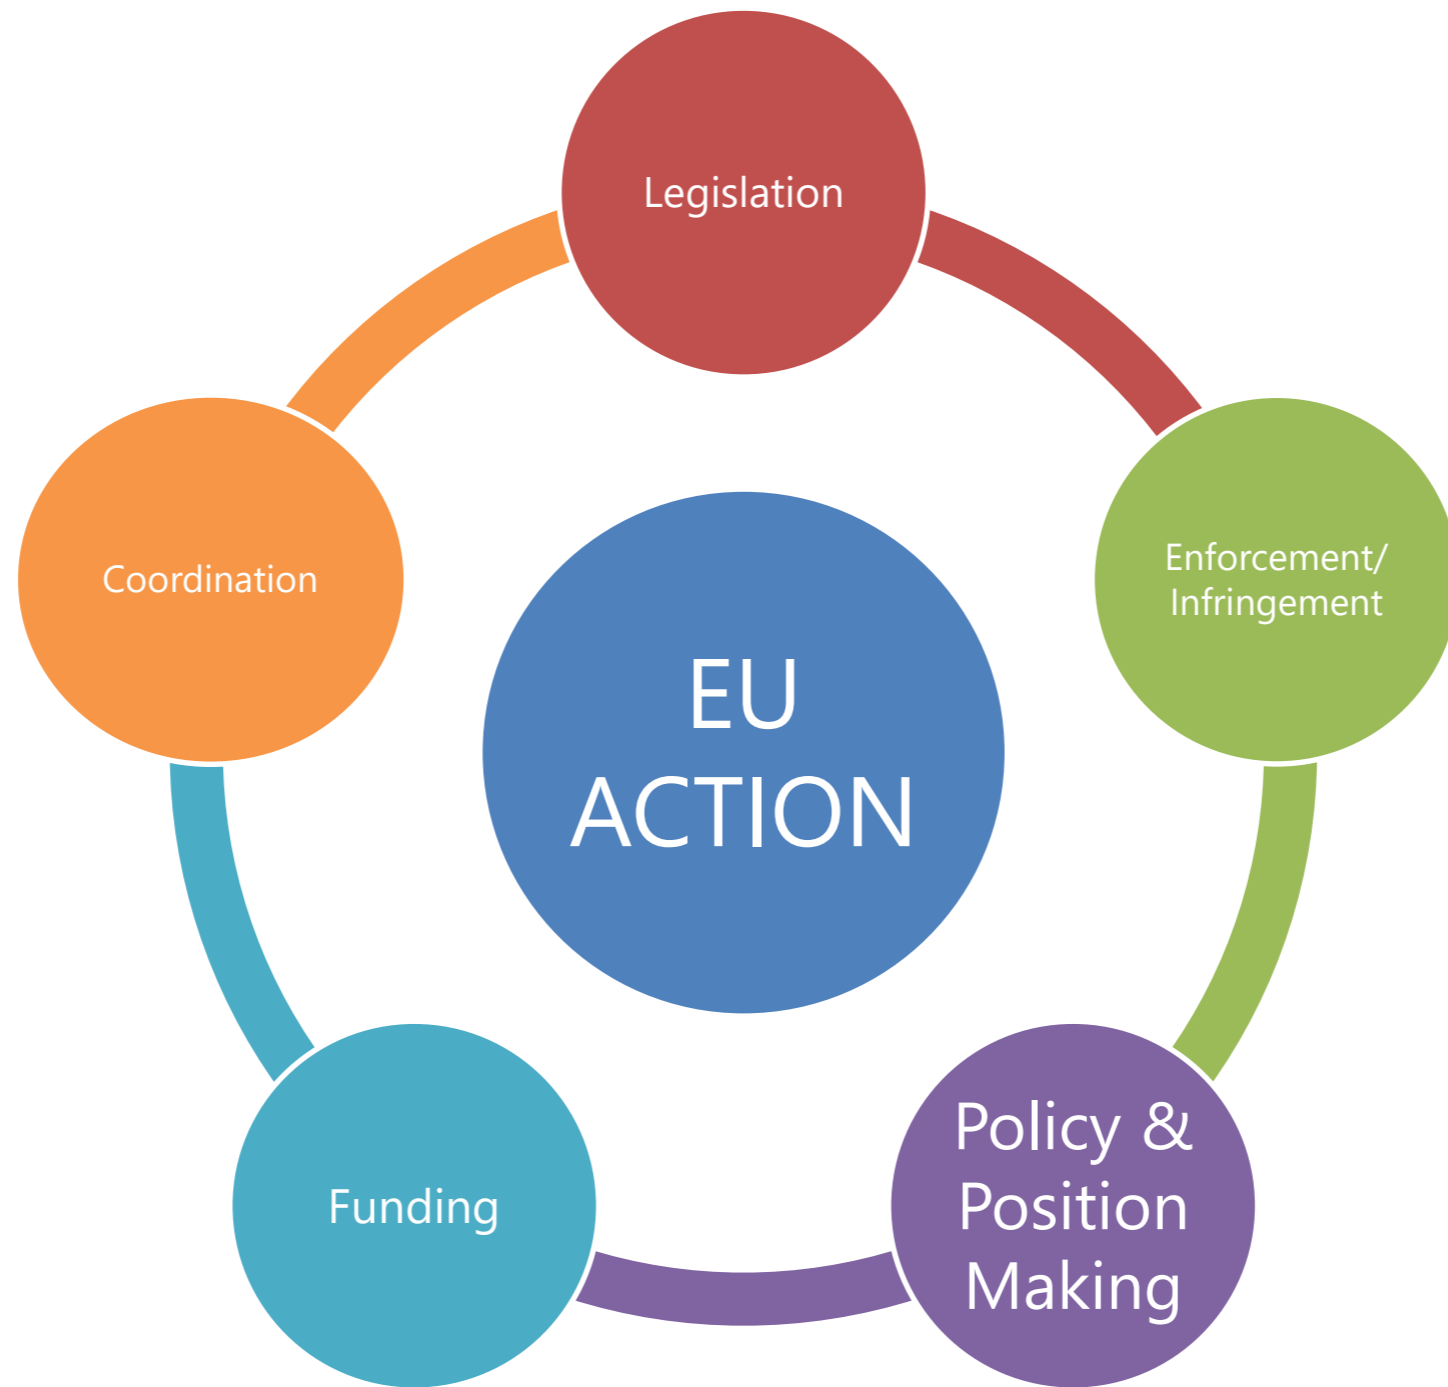 Legislation
Coordination
Enforcement/
Infringement
EU
ACTION
Funding
Policy &
Position
Making